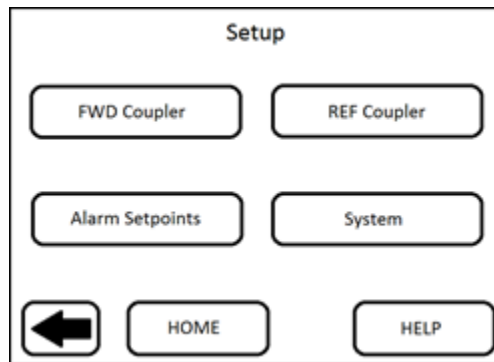 Setup
FWD Coupler
REF Coupler
Alarm Setpoints
System
HOME
HELP